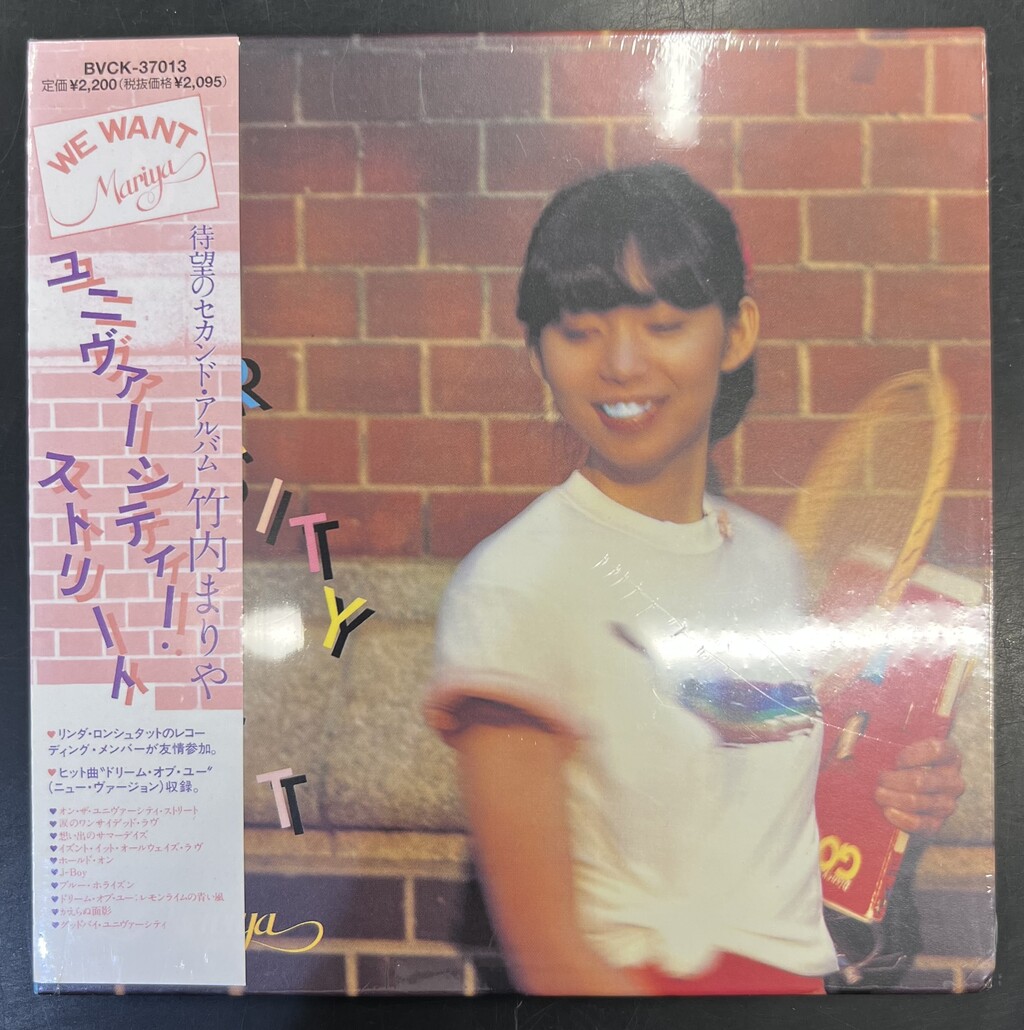 BVCK-37013
定価¥2,200(税抜価格¥2,095)
WE WANT
Mariya
待望のセカンド・アルバム 竹内まりや
ユニヴァーシティー・
ストリート
♥リンダ・ロンシュタットのレコー
ディング・メンバーが友情参加。
♥ヒット曲“ドリーム・オブ・ユー”
(ニュー・ヴァージョン)収録。
♥オン・ザ・ユニヴァーシティ・ストリート
♥涙のワンサイデッド・ラヴ
♥想い出のサマーデイズ
♥イズント・イット・オールウェイズ・ラヴ
♥ホールド・オン
♥J-Boy
♥ブルー・ホライズン
♥ドリーム・オブ・ユー:レモンライムの青い風
♥かえらぬ面影
♥グッドバイ・ユニヴァーシティ
R
ITY
T
ya